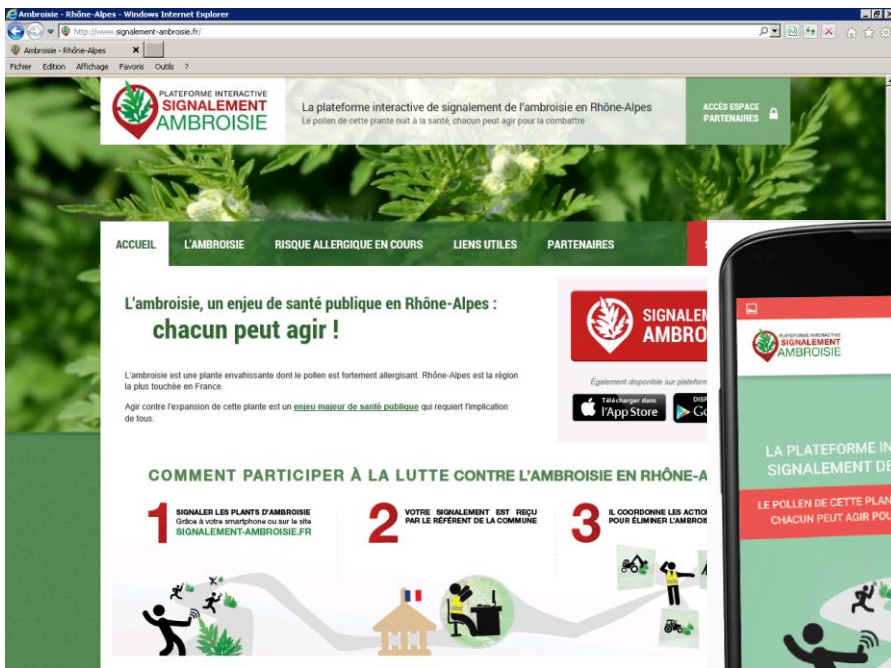 Ambroisie - Rhône-Alpes - Windows Internet Explorer
http://www.signalement-ambroisie.fr/
Ambroisie - Rhône-Alpes
Fichier Edition Affichage Favoris Outils ?
PLATEFORME INTERACTIVE
SIGNALEMENT
AMBROISIE
La plateforme interactive de signalement de l'ambroisie en Rhône-Alpes
Le pollen de cette plante nuit à la santé, chacun peut agir pour la combattre
ACCÈS ESPACE
PARTENAIRES
ACCUEIL L'AMBROISIE RISQUE ALLERGIQUE EN COURS LIENS UTILES PARTENAIRES
L'ambroisie, un enjeu de santé publique en Rhône-Alpes :
chacun peut agir !
L'ambroisie est une plante envahissante dont le pollen est fortement allergisant. Rhône-Alpes est la région
la plus touchée en France.
Agir contre l'expansion de cette plante est un enjeu majeur de santé publique qui requiert l'implication
de tous.
SIGNALEM
AMBRO
Également disponible sur plateform
Télécharger dans
l'App Store
DISP
Go
COMMENT PARTICIPER À LA LUTTE CONTRE L'AMBROISIE EN RHÔNE-A
1 SIGNALER LES PLANTS D'AMBROISIE
Grâce à votre smartphone ou sur le site
SIGNALEMENT-AMBROISIE.FR
2 VOTRE SIGNALEMENT EST REÇU
PAR LE RÉFÉRENT DE LA COMMUNE
3 IL COORDONNE LES ACTIO
POUR ÉLIMINER L'AMBROIS
PLATEFORME INTERACTIVE
SIGNALEMENT
AMBROISIE
LA PLATEFORME IN
SIGNALEMENT DE
LE POLLEN DE CETTE PLAN
CHACUN PEUT AGIR POU